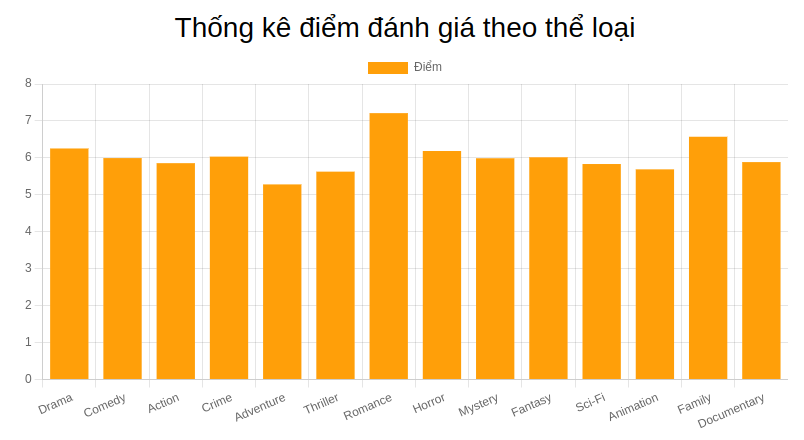 Thống kê điểm đánh giá theo thể loại
Điểm
8
7
6
5
4
3
2
1
0
Drama
Comedy
Action
Crime
Adventure
Thriller
Romance
Horror
Mystery
Fantasy
Sci-Fi
Animation
Family
Documentary